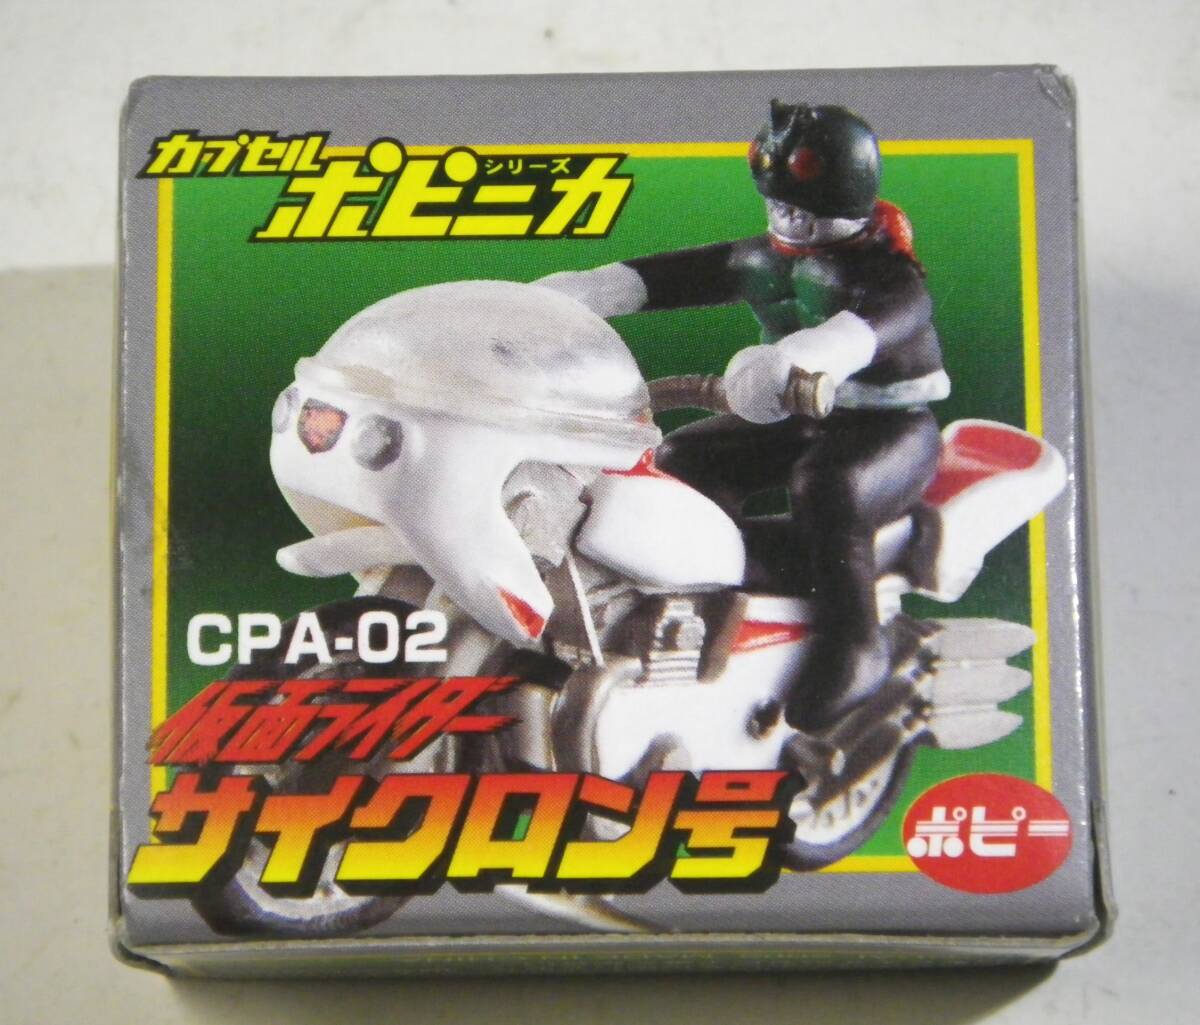 カプセル
シリーズ
ポピニカ
CPA-02
仮面ライダー
サイクロン号
ポピー